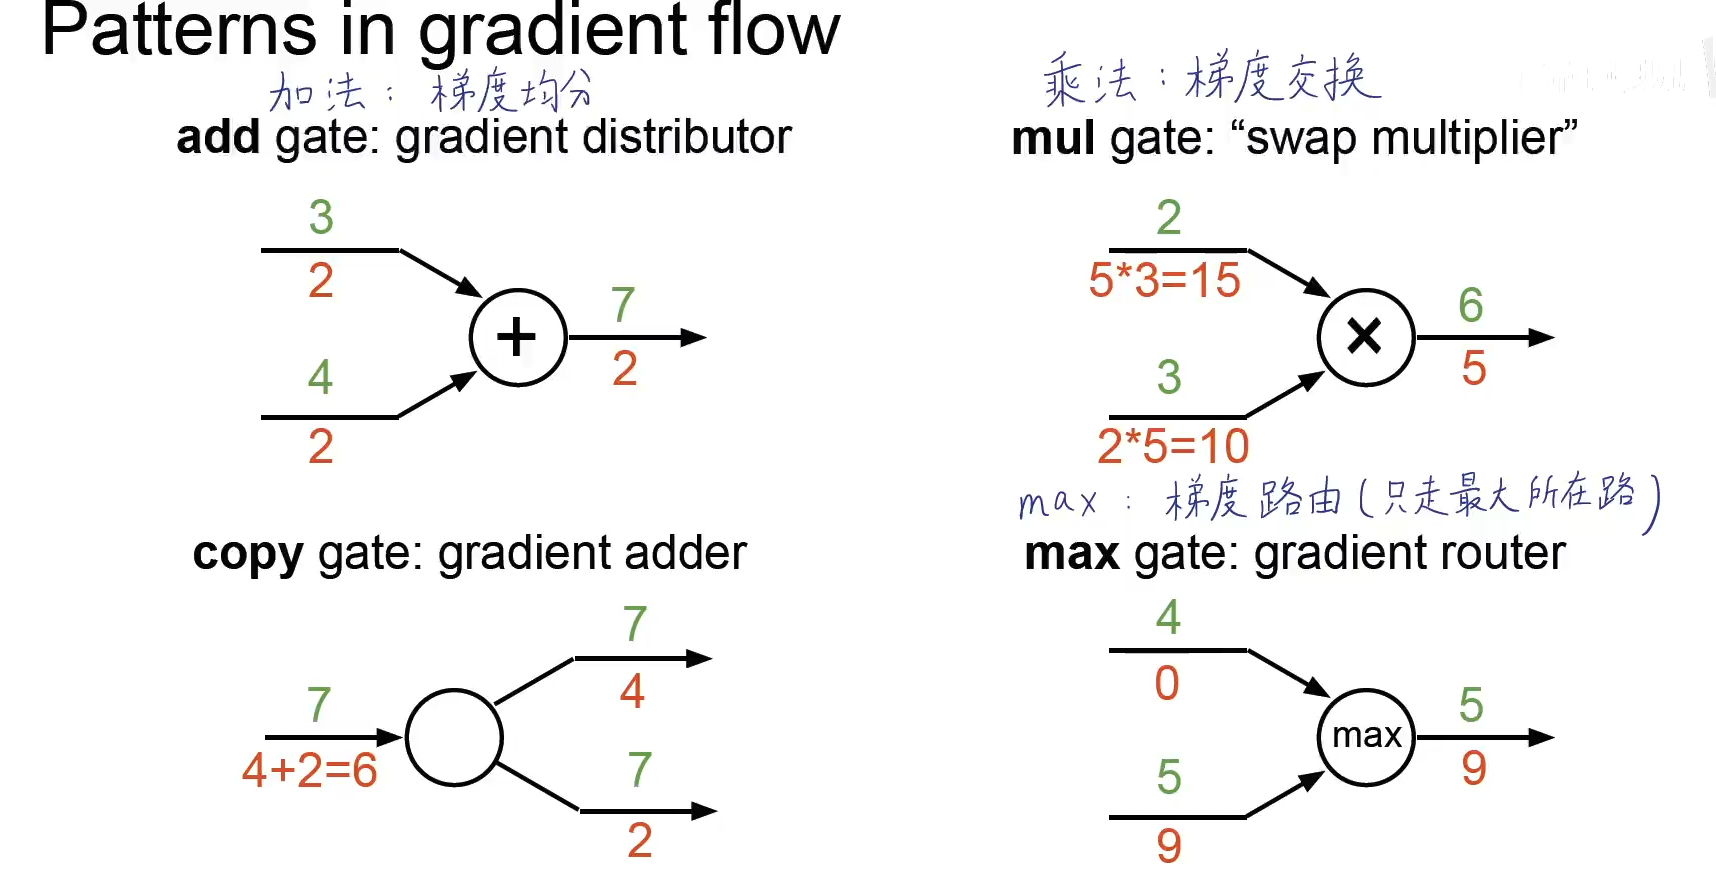 Patterns in gradient flow
加法：梯度均分
add gate: gradient distributor
3
2
4
2
+
7
2
乘法：梯度交换
mul gate: “swap multiplier”
2
5*3=15
3
2*5=10
×
6
5
copy gate: gradient adder
7
4+2=6
7
4
7
2
max：梯度路由(只走最大所在路)
max gate: gradient router
4
0
5
9
max
5
9